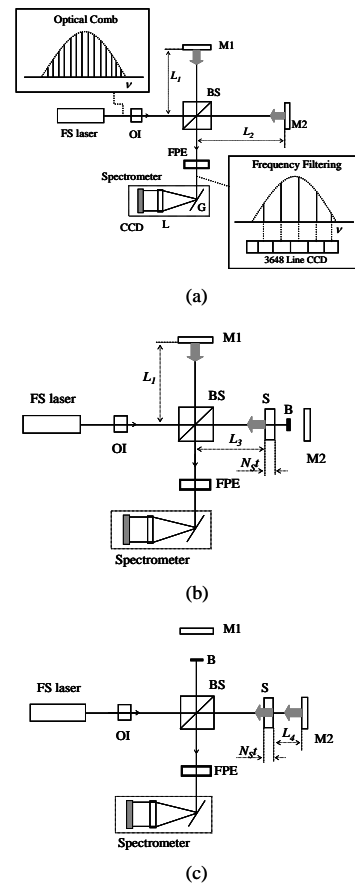 Optical Comb
ν
M1
L1
BS
FS laser
OI
M2
L2
FPE
Spectrometer
G
CCD
L
Frequency Filtering
ν
3648 Line CCD
(a)
M1
L1
FS laser
BS
S
B
OI
L3
M2
NSt
FPE
Spectrometer
(b)
M1
B
FS laser
BS
S
OI
L4
M2
NSt
FPE
Spectrometer
(c)